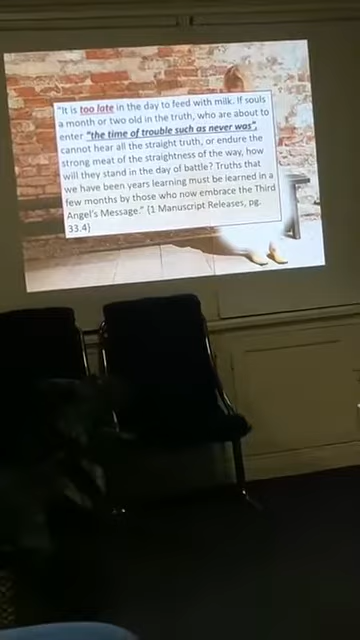 "It is too late in the day to feed with milk. If souls
a month or two old in the truth, who are about to
enter "the time of trouble such as never was",
cannot hear all the straight truth, or endure the
strong meat of the straightness of the way, how
will they stand in the day of battle? Truths that
we have been years learning must be learned in a
few months by those who now embrace the Third
Angel's Message." {1 Manuscript Releases, pg.
33.4}